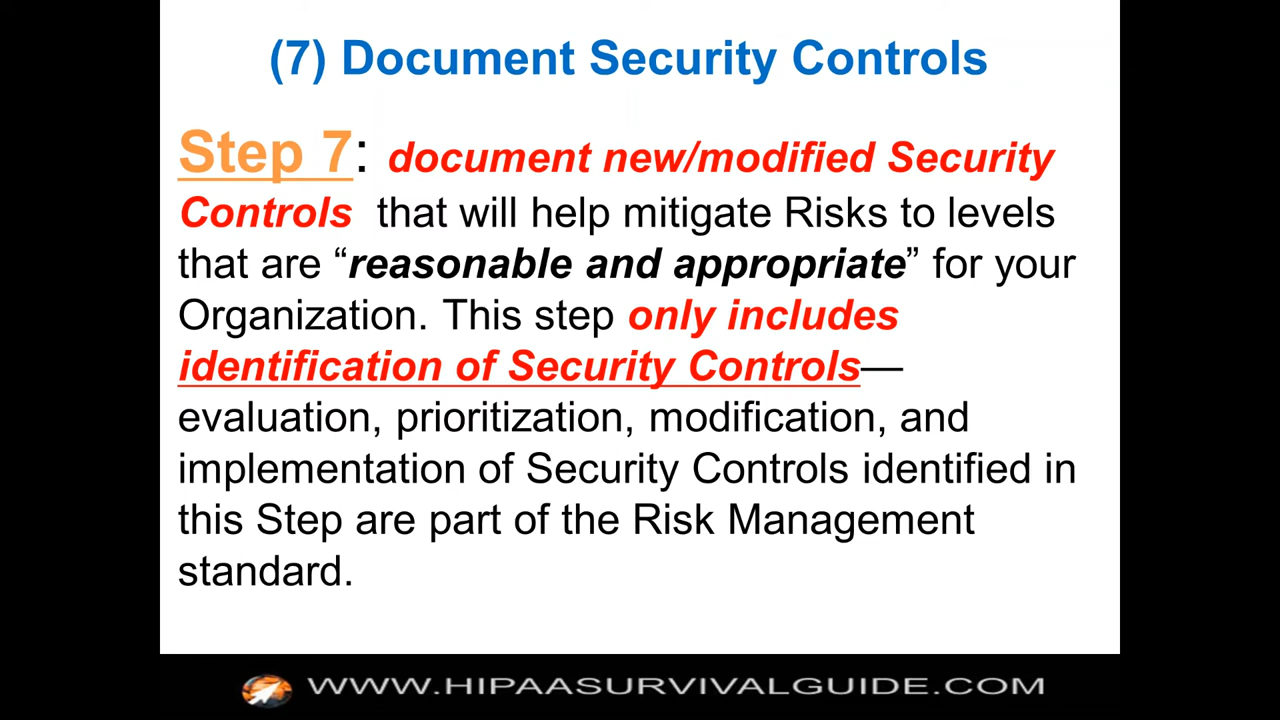 (7) Document Security Controls
Step 7: document new/modified Security
Controls that will help mitigate Risks to levels
that are “reasonable and appropriate” for your
Organization. This step only includes
identification of Security Controls—
evaluation, prioritization, modification, and
implementation of Security Controls identified in
this Step are part of the Risk Management
standard.
WWW.HIPAASURVIVALGUIDE.COM